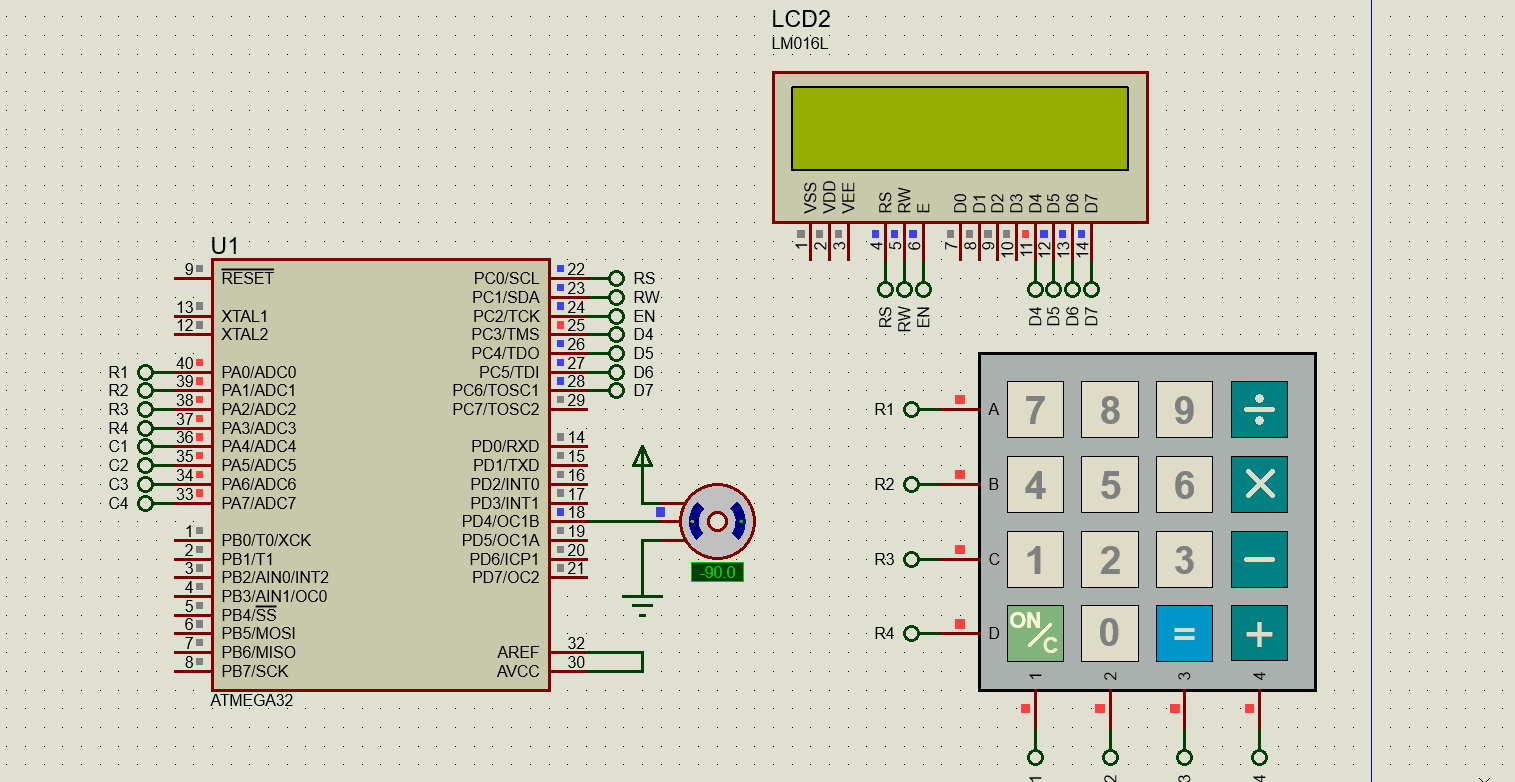 LCD2
LM016L
VSS VDD VEE RS RW E D0 D1 D2 D3 D4 D5 D6 D7
1 2 3 4 5 6 7 8 9 10 11 12 13 14
RS RW EN D4 D5 D6 D7
U1
9 RESET PC0/SCL 22 RS
PC1/SDA 23 RW
13 XTAL1 PC2/TCK 24 EN
12 XTAL2 PC3/TMS 25 D4
PC4/TDO 26 D5
R1 40 PA0/ADC0 PC5/TDI 27 D6
R2 39 PA1/ADC1 PC6/TOSC1 28 D7
R3 38 PA2/ADC2 PC7/TOSC2 29
R4 37 PA3/ADC3
C1 36 PA4/ADC4 PD0/RXD 14
C2 35 PA5/ADC5 PD1/TXD 15
C3 34 PA6/ADC6 PD2/INT0 16
C4 33 PA7/ADC7 PD3/INT1 17
PD4/OC1B 18
1 PB0/T0/XCK PD5/OC1A 19
2 PB1/T1 PD6/ICP1 20
3 PB2/AIN0/INT2 PD7/OC2 21
4 PB3/AIN1/OC0
5 PB4/SS
6 PB5/MOSI
7 PB6/MISO AREF 32
8 PB7/SCK AVCC 30
ATMEGA32
-90.0
R1 A 7 8 9 ÷
R2 B 4 5 6 ×
R3 C 1 2 3 −
R4 D ON/C 0 = +
1 2 3 4
1 2 3 4